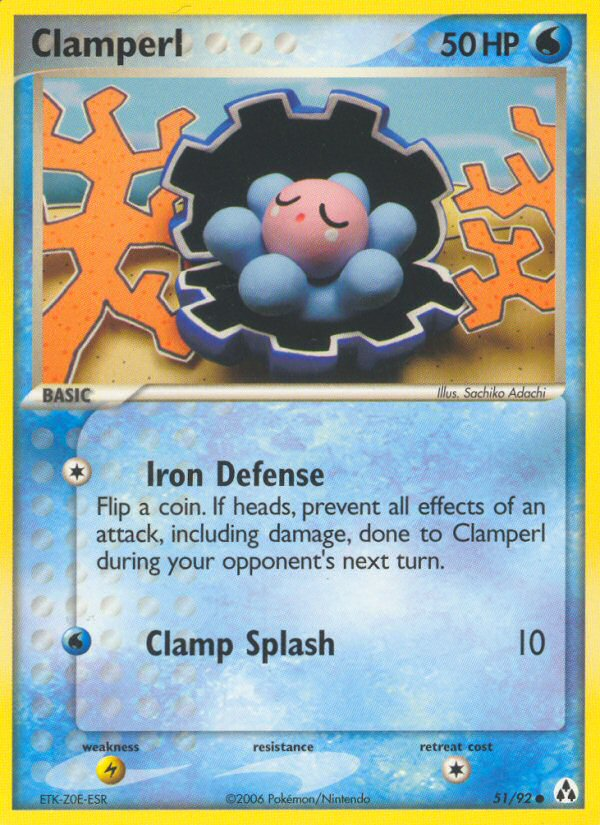 Clamperl
50 HP
BASIC
Illus. Sachiko Adachi
Iron Defense
Flip a coin. If heads, prevent all effects of an
attack, including damage, done to Clamperl
during your opponent's next turn.
Clamp Splash 10
weakness resistance retreat cost
ETK-Z0E-ESR ©2006 Pokémon/Nintendo 51/92